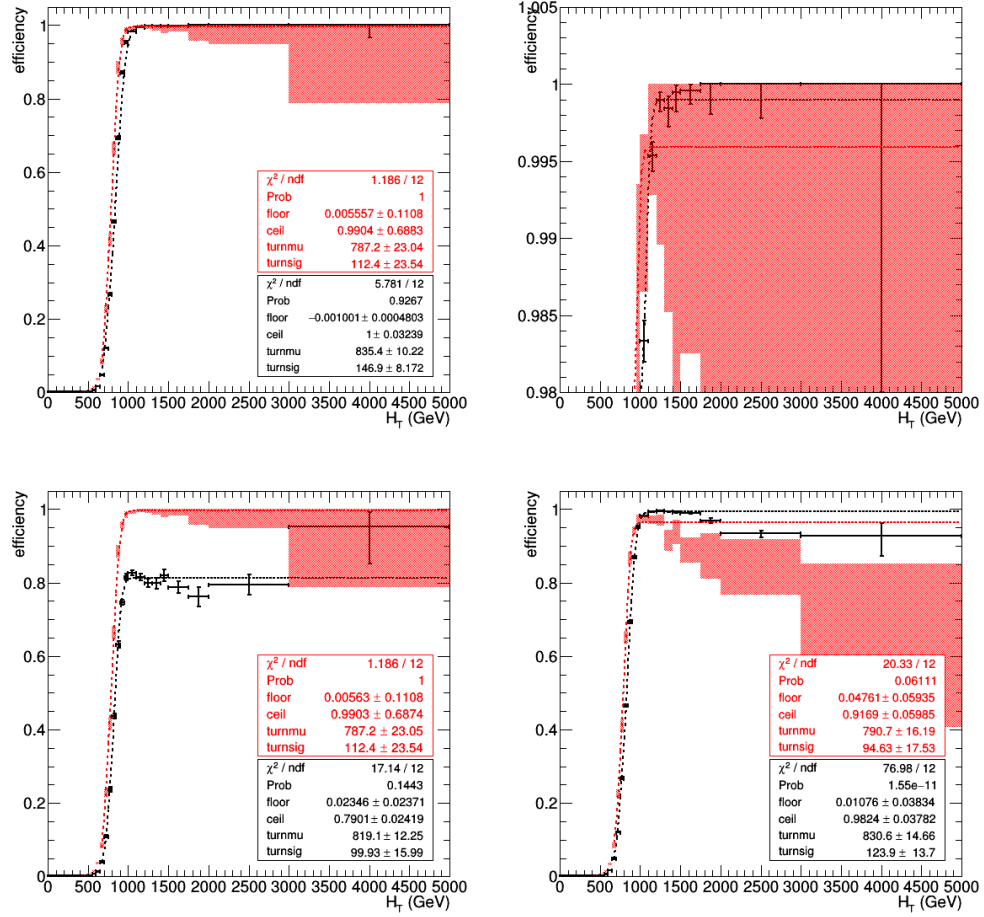 efficiency
1
0.8
0.6
0.4
0.2
0
0 500 1000 1500 2000 2500 3000 3500 4000 4500 5000
H_T (GeV)
χ² / ndf 1.186 / 12
Prob 1
floor 0.005557 ± 0.1108
ceil 0.9904 ± 0.6883
turnmu 787.2 ± 23.04
turnsig 112.4 ± 23.54
χ² / ndf 5.781 / 12
Prob 0.9267
floor −0.001001 ± 0.0004803
ceil 1 ± 0.03239
turnmu 835.4 ± 10.22
turnsig 146.9 ± 8.172
efficiency
1.005
1
0.995
0.99
0.985
0.98
0 500 1000 1500 2000 2500 3000 3500 4000 4500 5000
H_T (GeV)
efficiency
1
0.8
0.6
0.4
0.2
0
0 500 1000 1500 2000 2500 3000 3500 4000 4500 5000
H_T (GeV)
χ² / ndf 1.186 / 12
Prob 1
floor 0.00563 ± 0.1108
ceil 0.9903 ± 0.6874
turnmu 787.2 ± 23.05
turnsig 112.4 ± 23.54
χ² / ndf 17.14 / 12
Prob 0.1443
floor 0.02346 ± 0.02371
ceil 0.7901 ± 0.02419
turnmu 819.1 ± 12.25
turnsig 99.93 ± 15.99
efficiency
1
0.8
0.6
0.4
0.2
0
0 500 1000 1500 2000 2500 3000 3500 4000 4500 5000
H_T (GeV)
χ² / ndf 20.33 / 12
Prob 0.06111
floor 0.04761 ± 0.05935
ceil 0.9169 ± 0.05985
turnmu 790.7 ± 16.19
turnsig 94.63 ± 17.53
χ² / ndf 76.98 / 12
Prob 1.55e−11
floor 0.01076 ± 0.03834
ceil 0.9824 ± 0.03782
turnmu 830.6 ± 14.66
turnsig 123.9 ± 13.7